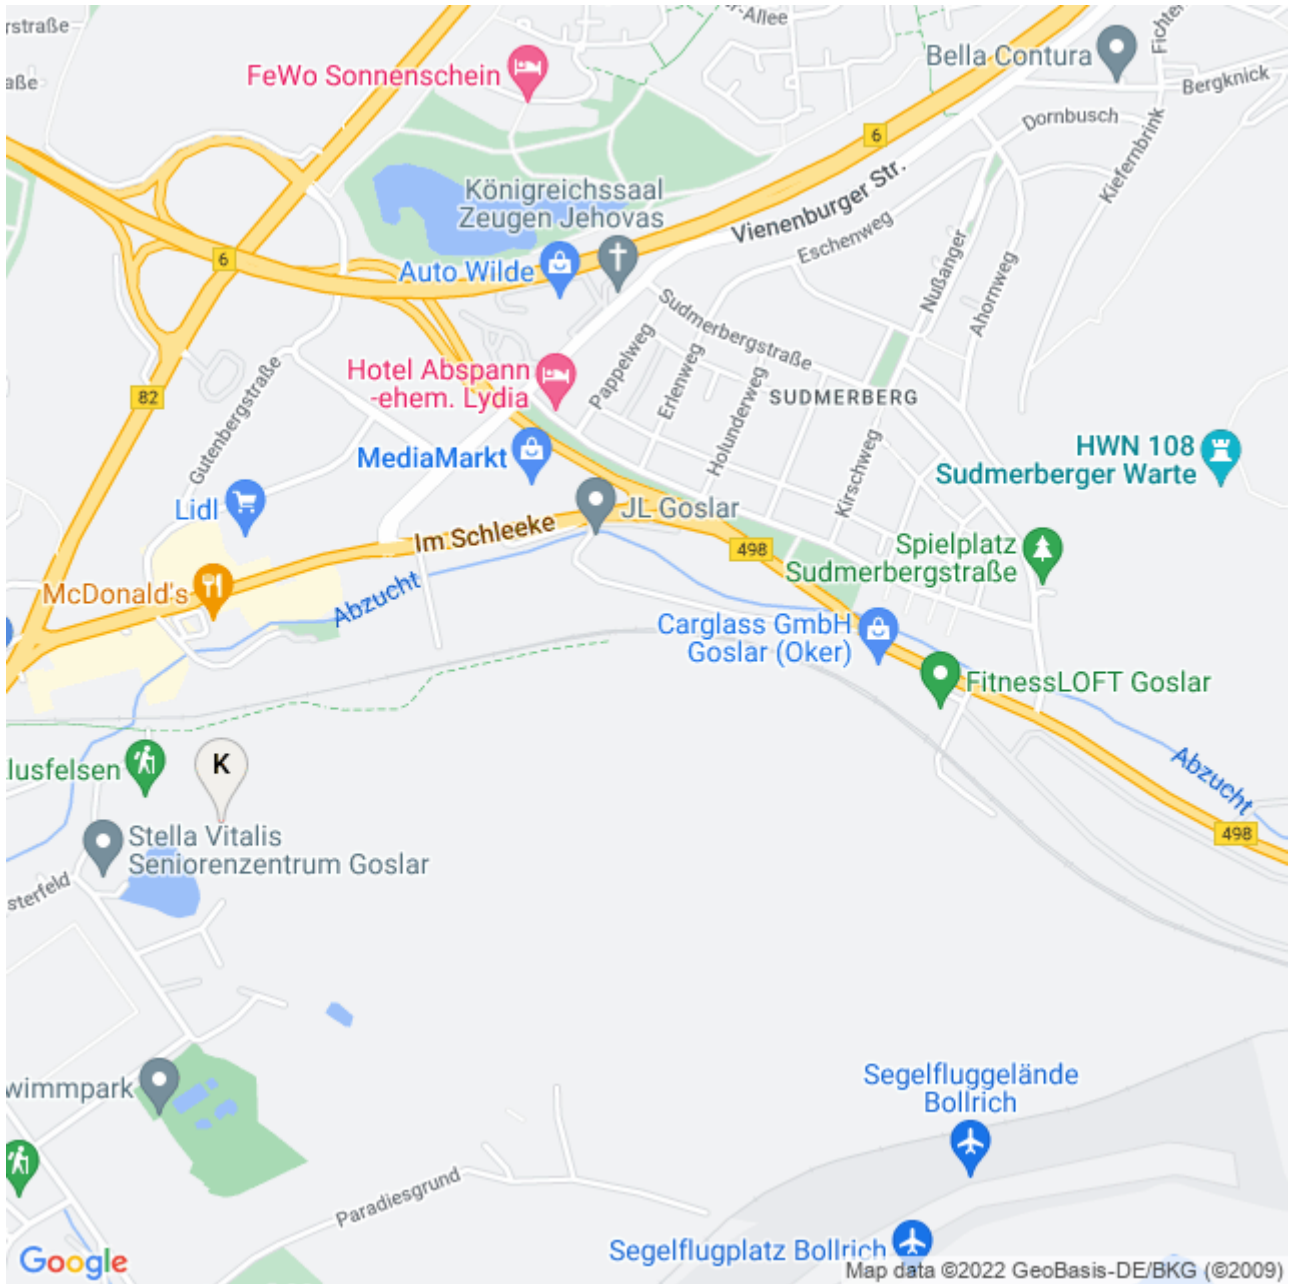 rstraße
r-Allee
Fichten
Bella Contura
FeWo Sonnenschein
Bergknick
aße
Dornbusch
6
Kiefernbrink
Königreichssaal
Zeugen Jehovas
Vienenburger Str.
Eschenweg
6
Auto Wilde
Nußanger
Ahornweg
Sudmerbergstraße
Pappelweg
Hotel Abspann
-ehem. Lydia
Erlenweg
Holunderweg
82
SUDMERBERG
Gutenbergstraße
MediaMarkt
Kirschweg
HWN 108
Sudmerberger Warte
Lidl
JL Goslar
Im Schleeke
498
Spielplatz
Sudmerbergstraße
McDonald's
Abzucht
Carglass GmbH
Goslar (Oker)
FitnessLOFT Goslar
lusfelsen
K
Abzucht
Stella Vitalis
Seniorenzentrum Goslar
498
sterfeld
wimmpark
Segelfluggelände
Bollrich
Paradiesgrund
Segelflugplatz Bollrich
Google
Map data ©2022 GeoBasis-DE/BKG (©2009)